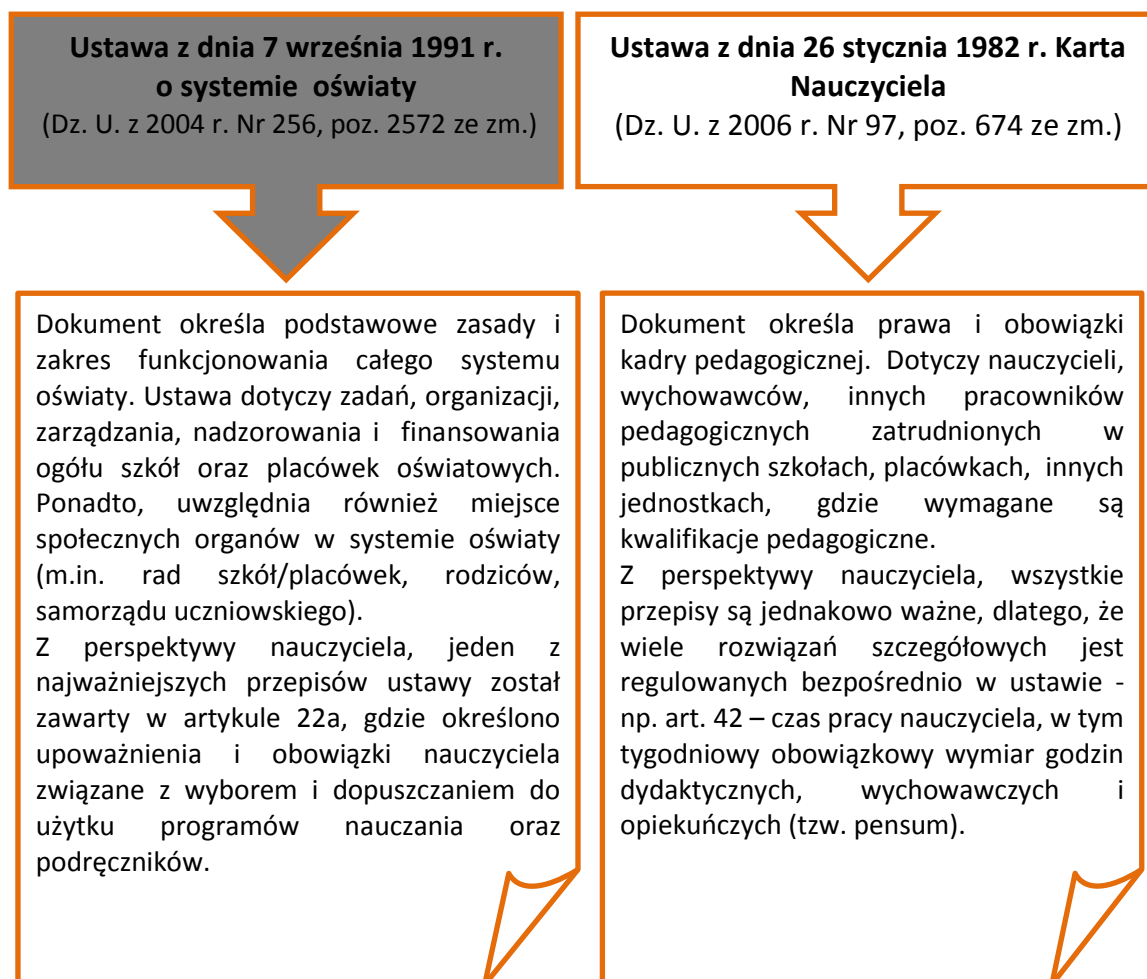 Ustawa z dnia 7 września 1991 r.
o systemie oświaty
(Dz. U. z 2004 r. Nr 256, poz. 2572 ze zm.)
Ustawa z dnia 26 stycznia 1982 r. Karta
Nauczyciela
(Dz. U. z 2006 r. Nr 97, poz. 674 ze zm.)
Dokument określa podstawowe zasady i
zakres funkcjonowania całego systemu
oświaty. Ustawa dotyczy zadań, organizacji,
zarządzania, nadzorowania i finansowania
ogółu szkół oraz placówek oświatowych.
Ponadto, uwzględnia również miejsce
społecznych organów w systemie oświaty
(m.in. rad szkół/placówek, rodziców,
samorządu uczniowskiego).
Z perspektywy nauczyciela, jeden z
najważniejszych przepisów ustawy został
zawarty w artykule 22a, gdzie określono
upoważnienia i obowiązki nauczyciela
związane z wyborem i dopuszczaniem do
użytku programów nauczania oraz
podręczników.
Dokument określa prawa i obowiązki
kadry pedagogicznej. Dotyczy nauczycieli,
wychowawców, innych pracowników
pedagogicznych zatrudnionych w
publicznych szkołach, placówkach, innych
jednostkach, gdzie wymagane są
kwalifikacje pedagogiczne.
Z perspektywy nauczyciela, wszystkie
przepisy są jednakowo ważne, dlatego, że
wiele rozwiązań szczegółowych jest
regulowanych bezpośrednio w ustawie -
np. art. 42 – czas pracy nauczyciela, w tym
tygodniowy obowiązkowy wymiar godzin
dydaktycznych, wychowawczych i
opiekuńczych (tzw. pensum).